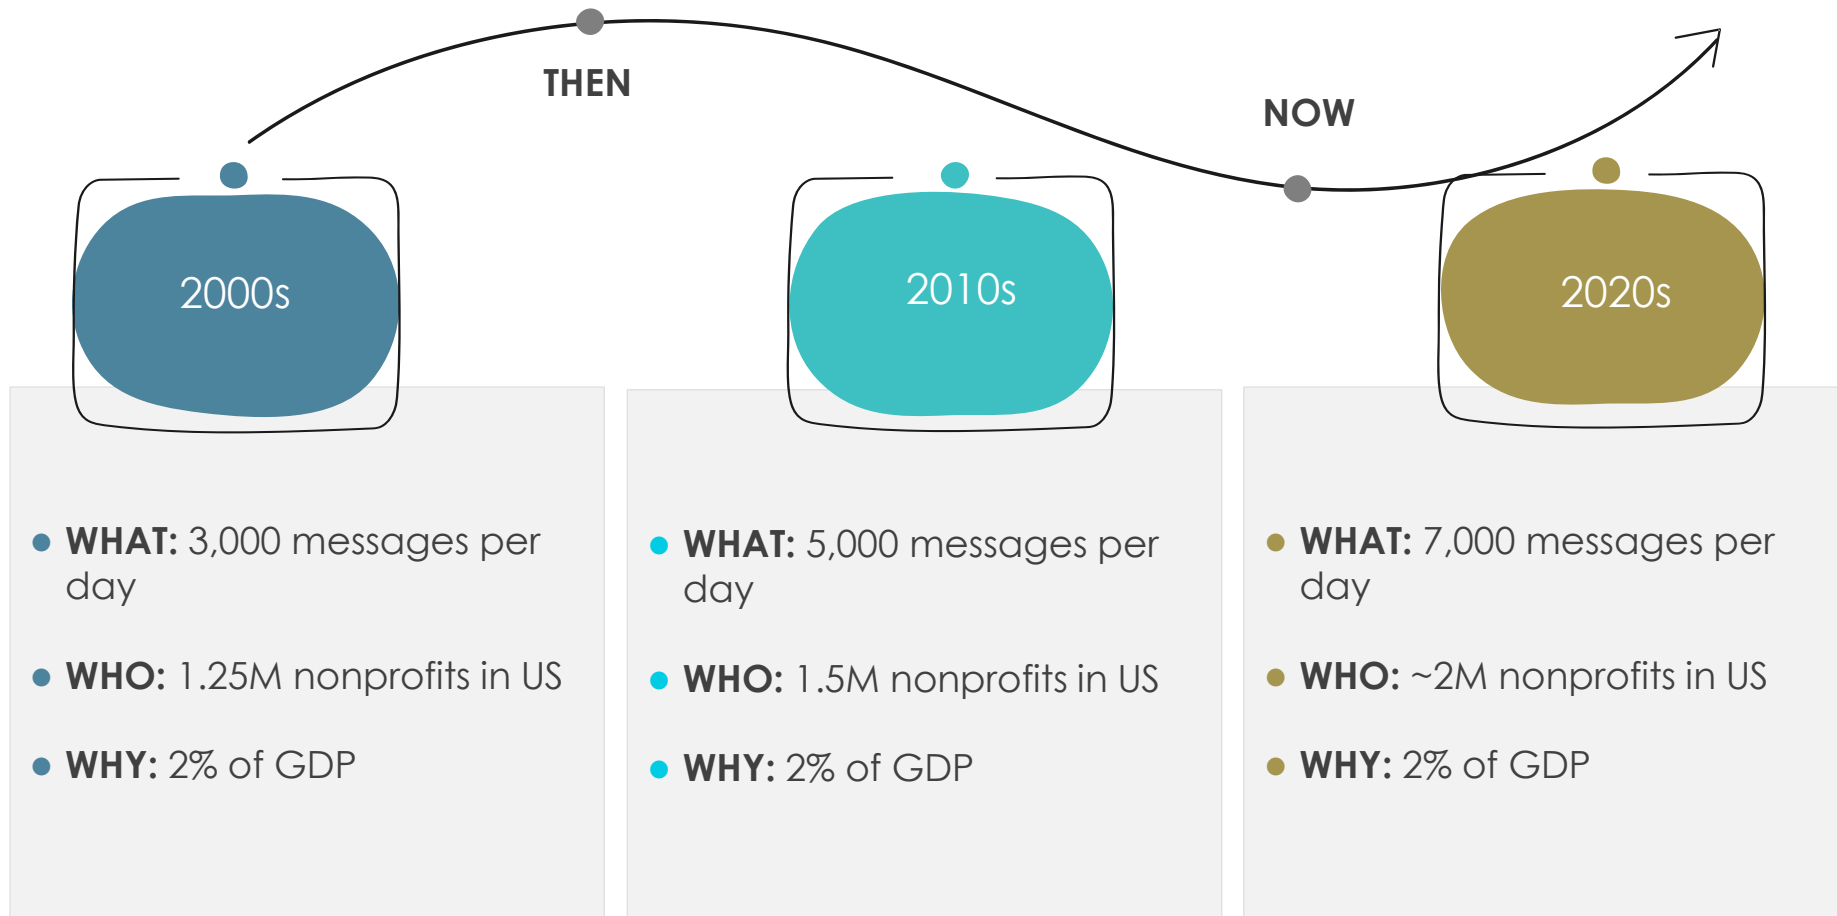 THEN
NOW
2000s
2010s
2020s
WHAT: 3,000 messages per
day
WHO: 1.25M nonprofits in US
WHY: 2% of GDP
WHAT: 5,000 messages per
day
WHO: 1.5M nonprofits in US
WHY: 2% of GDP
WHAT: 7,000 messages per
day
WHO: ~2M nonprofits in US
WHY: 2% of GDP